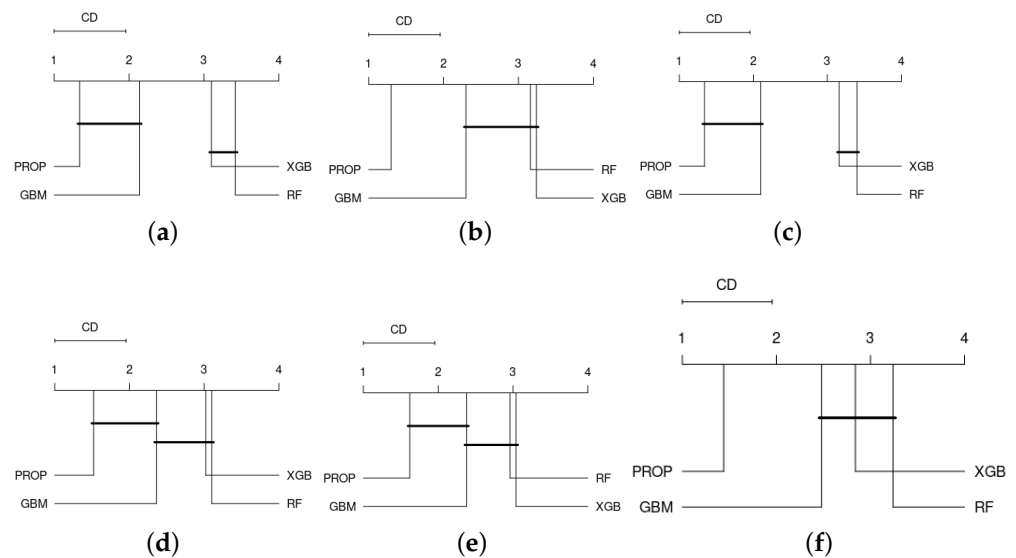 CD
1 2 3 4
PROP XGB
GBM RF
(a)
CD
1 2 3 4
PROP RF
GBM XGB
(b)
CD
1 2 3 4
PROP XGB
GBM RF
(c)
CD
1 2 3 4
PROP XGB
GBM RF
(d)
CD
1 2 3 4
PROP RF
GBM XGB
(e)
CD
1 2 3 4
PROP XGB
GBM RF
(f)